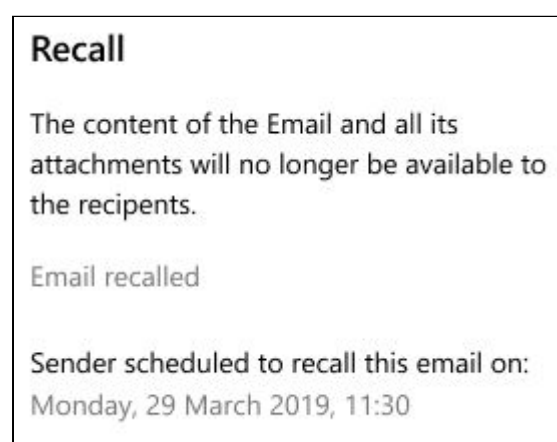 Recall
The content of the Email and all its
attachments will no longer be available to
the recipents.
Email recalled
Sender scheduled to recall this email on:
Monday, 29 March 2019, 11:30